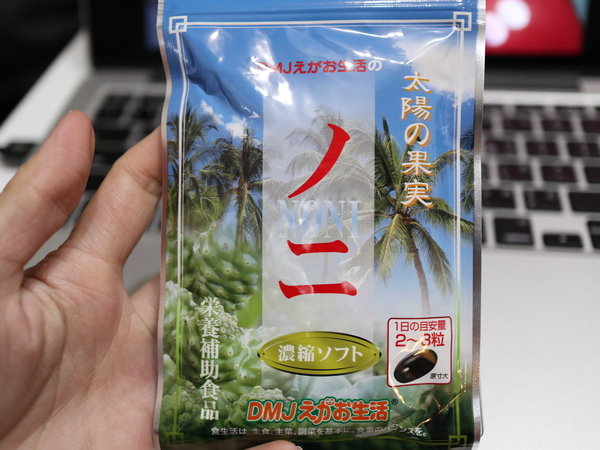 DMJえがお生活の
太陽の果実
ノニ
NONI
栄養補助食品
濃縮ソフト
1日の目安量
2〜3粒
原寸大
DMJえがお生活®
食生活は、主食、主菜、副菜を基本に、食事のバランスを。